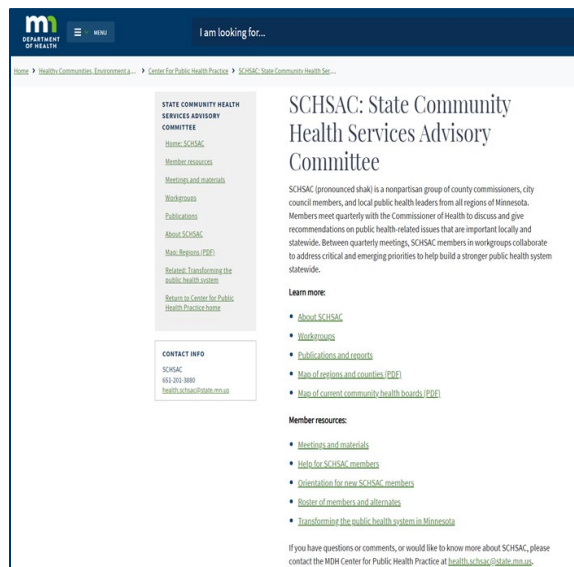 mn
DEPARTMENT
OF HEALTH
MENU
I am looking for...
Home > Healthy Communities, Environment a... > Center For Public Health Practice > SCHSAC: State Community Health Ser...
STATE COMMUNITY HEALTH
SERVICES ADVISORY
COMMITTEE
Home: SCHSAC
Member resources
Meetings and materials
Workgroups
Publications
About SCHSAC
Map: Regions (PDF)
Related: Transforming the
public health system
Return to Center for Public
Health Practice home
CONTACT INFO
SCHSAC
651-201-3880
health.schsac@state.mn.us
SCHSAC: State Community
Health Services Advisory
Committee
SCHSAC (pronounced shak) is a nonpartisan group of county commissioners, city
council members, and local public health leaders from all regions of Minnesota.
Members meet quarterly with the Commissioner of Health to discuss and give
recommendations on public health-related issues that are important locally and
statewide. Between quarterly meetings, SCHSAC members in workgroups collaborate
to address critical and emerging priorities to help build a stronger public health system
statewide.
Learn more:
• About SCHSAC
• Workgroups
• Publications and reports
• Map of regions and counties (PDF)
• Map of current community health boards (PDF)
Member resources:
• Meetings and materials
• Help for SCHSAC members
• Orientation for new SCHSAC members
• Roster of members and alternates
• Transforming the public health system in Minnesota
If you have questions or comments, or would like to know more about SCHSAC, please
contact the MDH Center for Public Health Practice at health.schsac@state.mn.us.